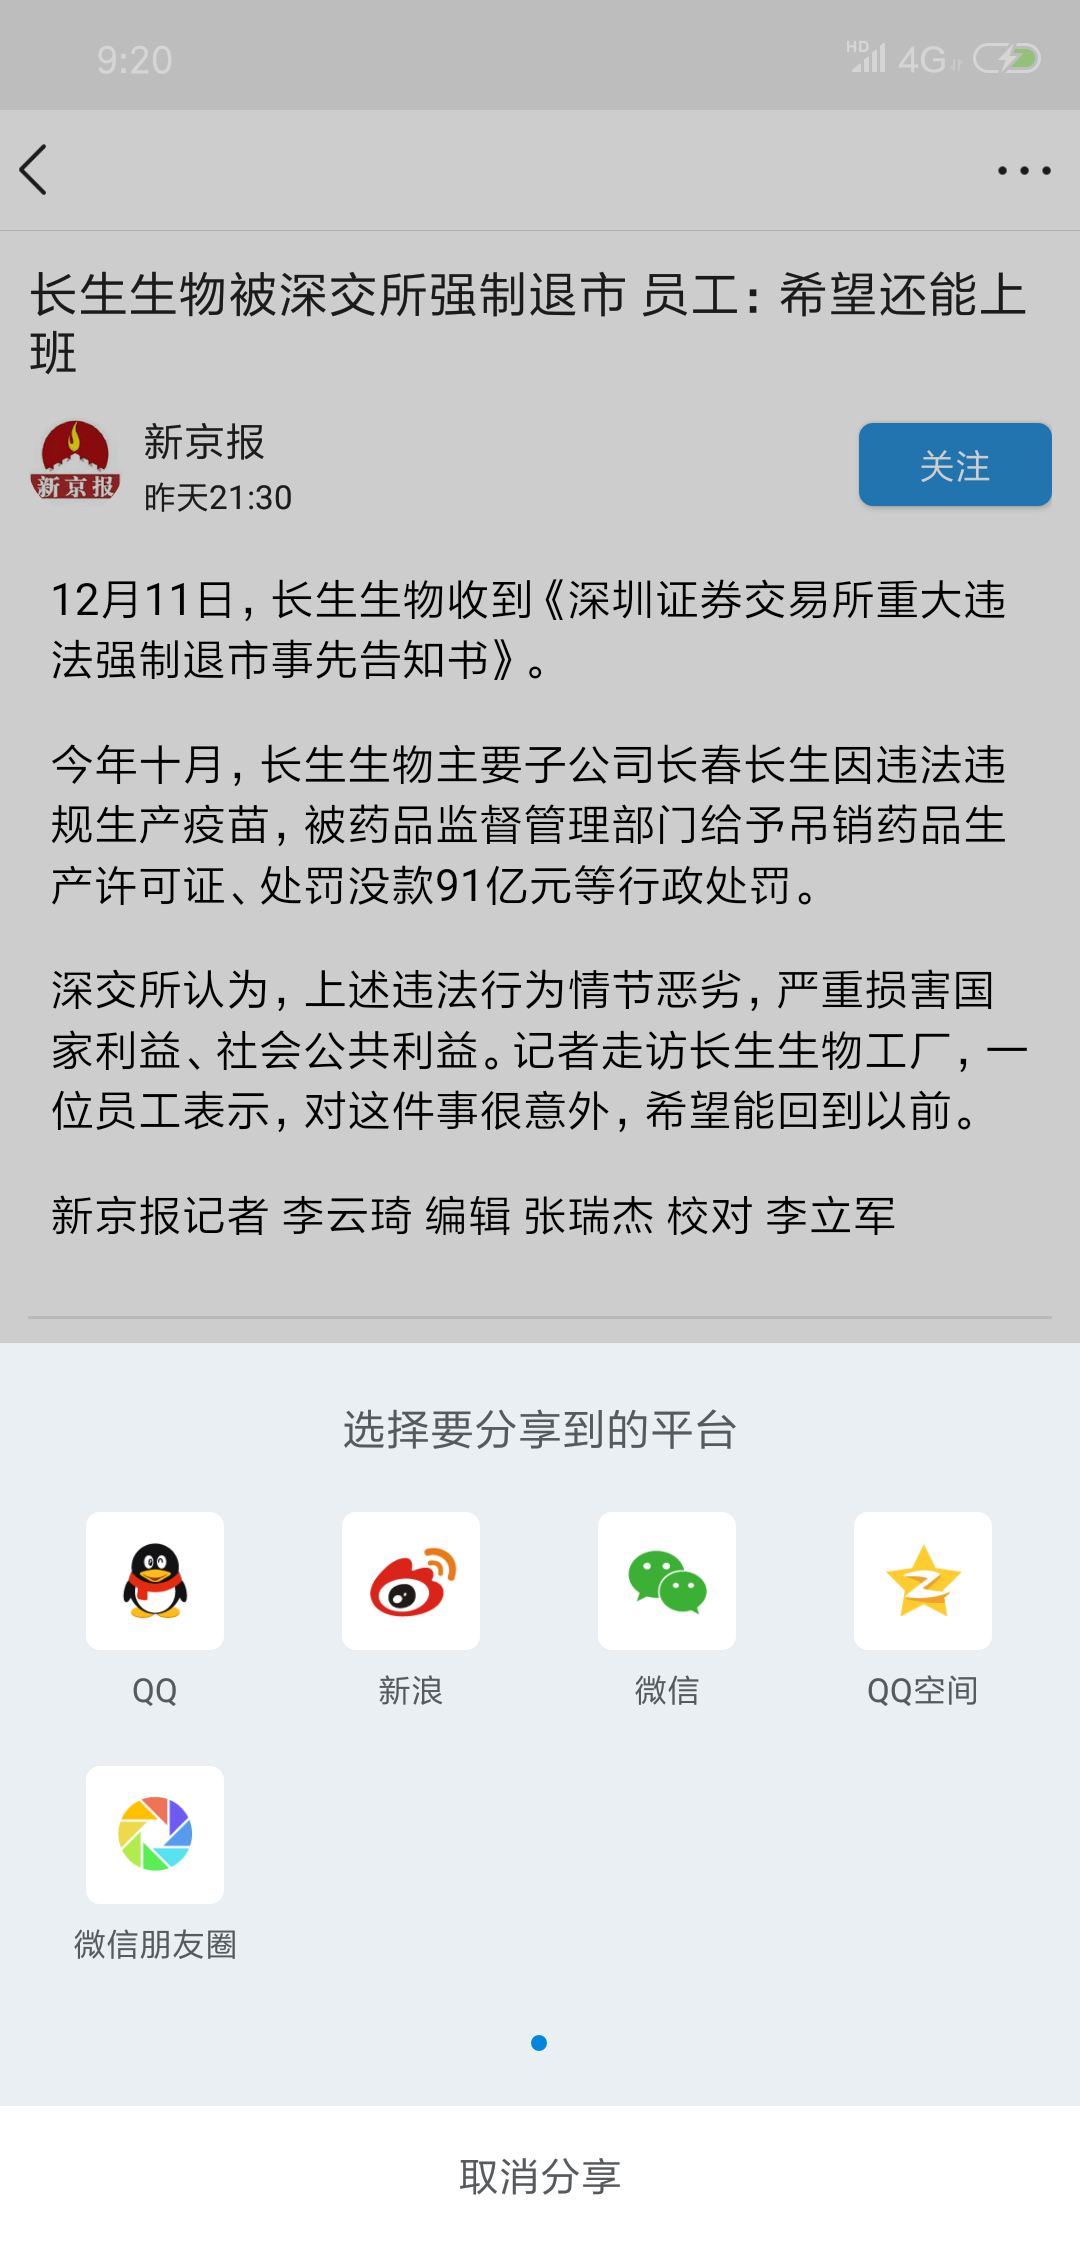 9:20
HD 4G
长生生物被深交所强制退市 员工：希望还能上
班
新京报
新京报
昨天21:30
关注
12月11日，长生生物收到《深圳证券交易所重大违
法强制退市事先告知书》。
今年十月，长生生物主要子公司长春长生因违法违
规生产疫苗，被药品监督管理部门给予吊销药品生
产许可证、处罚没款91亿元等行政处罚。
深交所认为，上述违法行为情节恶劣，严重损害国
家利益、社会公共利益。记者走访长生生物工厂，一
位员工表示，对这件事很意外，希望能回到以前。
新京报记者 李云琦 编辑 张瑞杰 校对 李立军
选择要分享到的平台
QQ
新浪
微信
QQ空间
微信朋友圈
取消分享